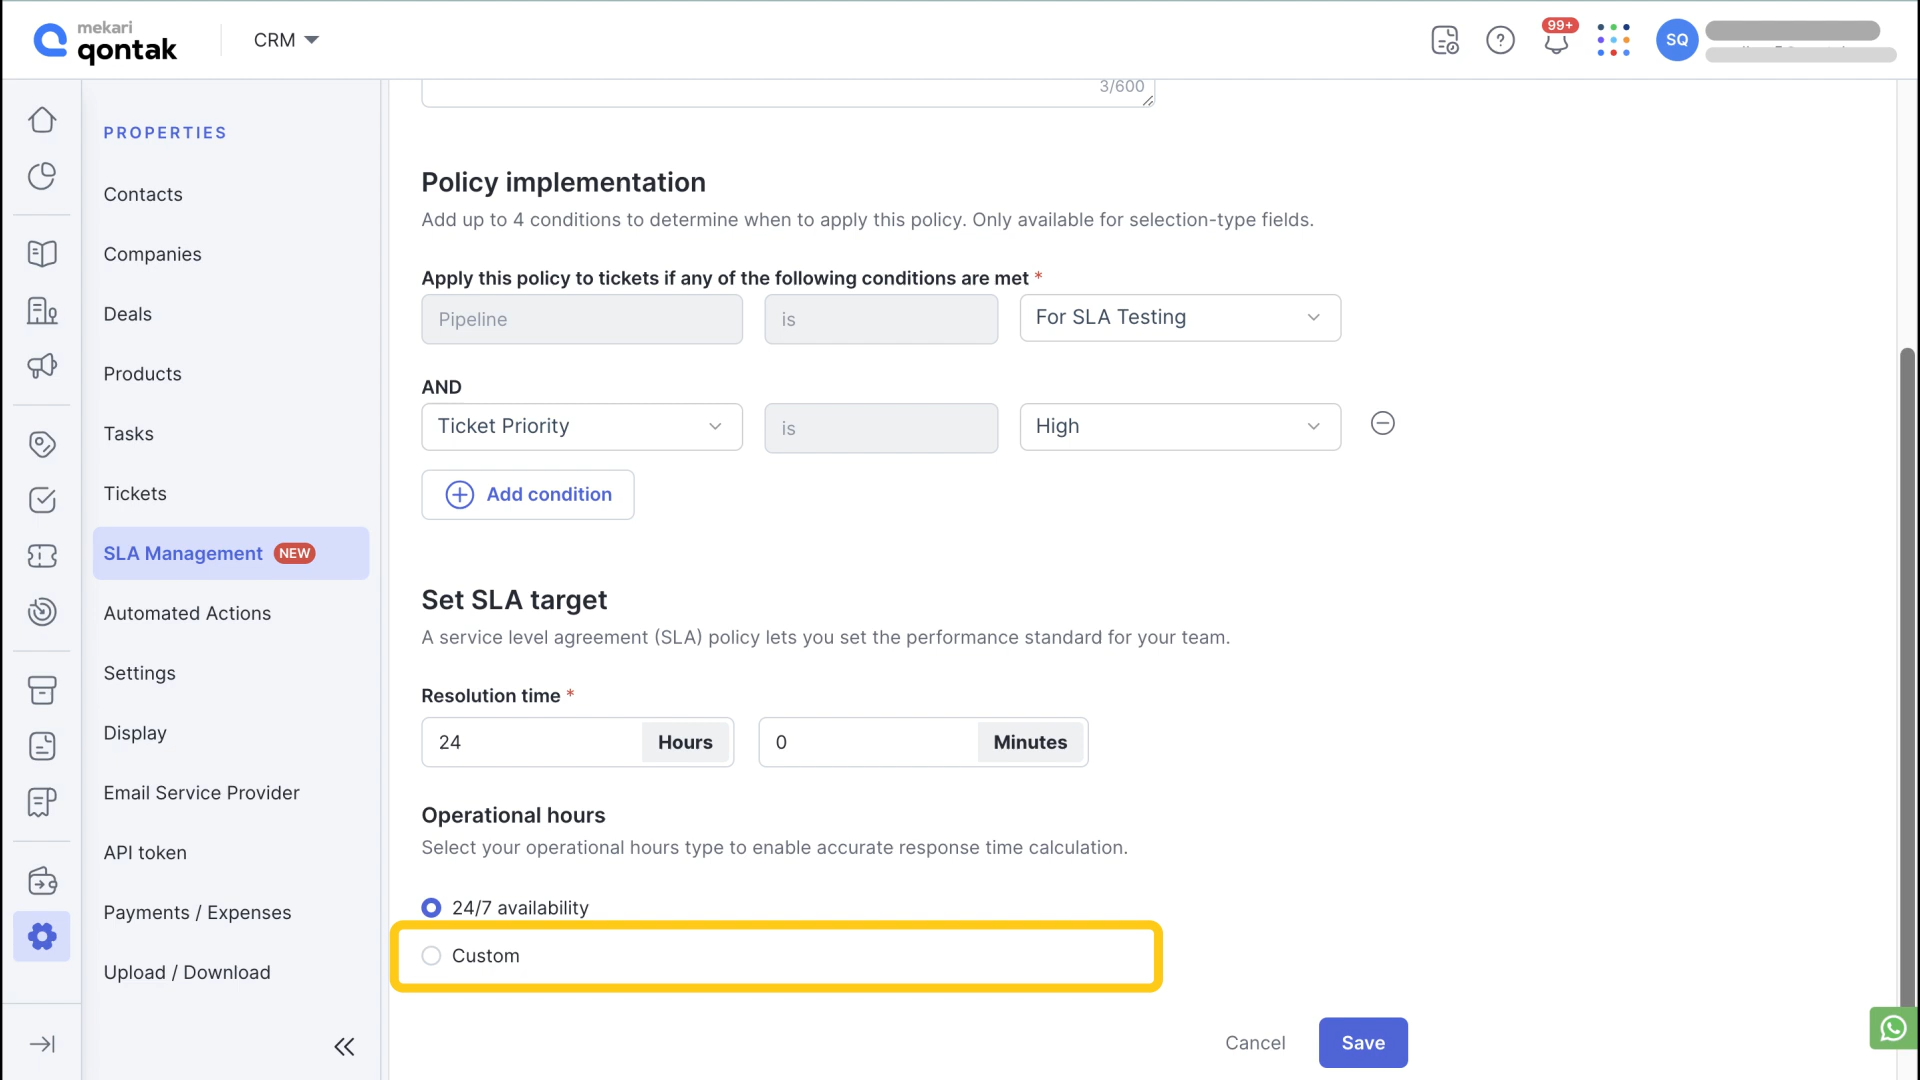 mekari
qontak
CRM
99+
SQ
PROPERTIES
Contacts
Companies
Deals
Products
Tasks
Tickets
SLA Management NEW
Automated Actions
Settings
Display
Email Service Provider
API token
Payments / Expenses
Upload / Download
3/600
Policy implementation
Add up to 4 conditions to determine when to apply this policy. Only available for selection-type fields.
Apply this policy to tickets if any of the following conditions are met *
Pipeline is For SLA Testing
AND
Ticket Priority is High
Add condition
Set SLA target
A service level agreement (SLA) policy lets you set the performance standard for your team.
Resolution time *
24 Hours 0 Minutes
Operational hours
Select your operational hours type to enable accurate response time calculation.
24/7 availability
Custom
Cancel Save